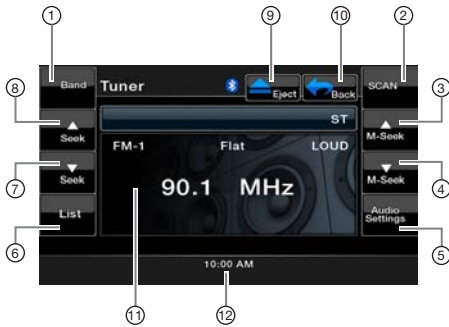 ① ⑨ ⑩ ②
Band Tuner Eject Back SCAN
⑧ ③
ST
Seek M-Seek
FM-1 Flat LOUD
⑦ Seek M-Seek ④
90.1 MHz
List Audio Settings
⑥ ⑤
10:00 AM
⑪ ⑫